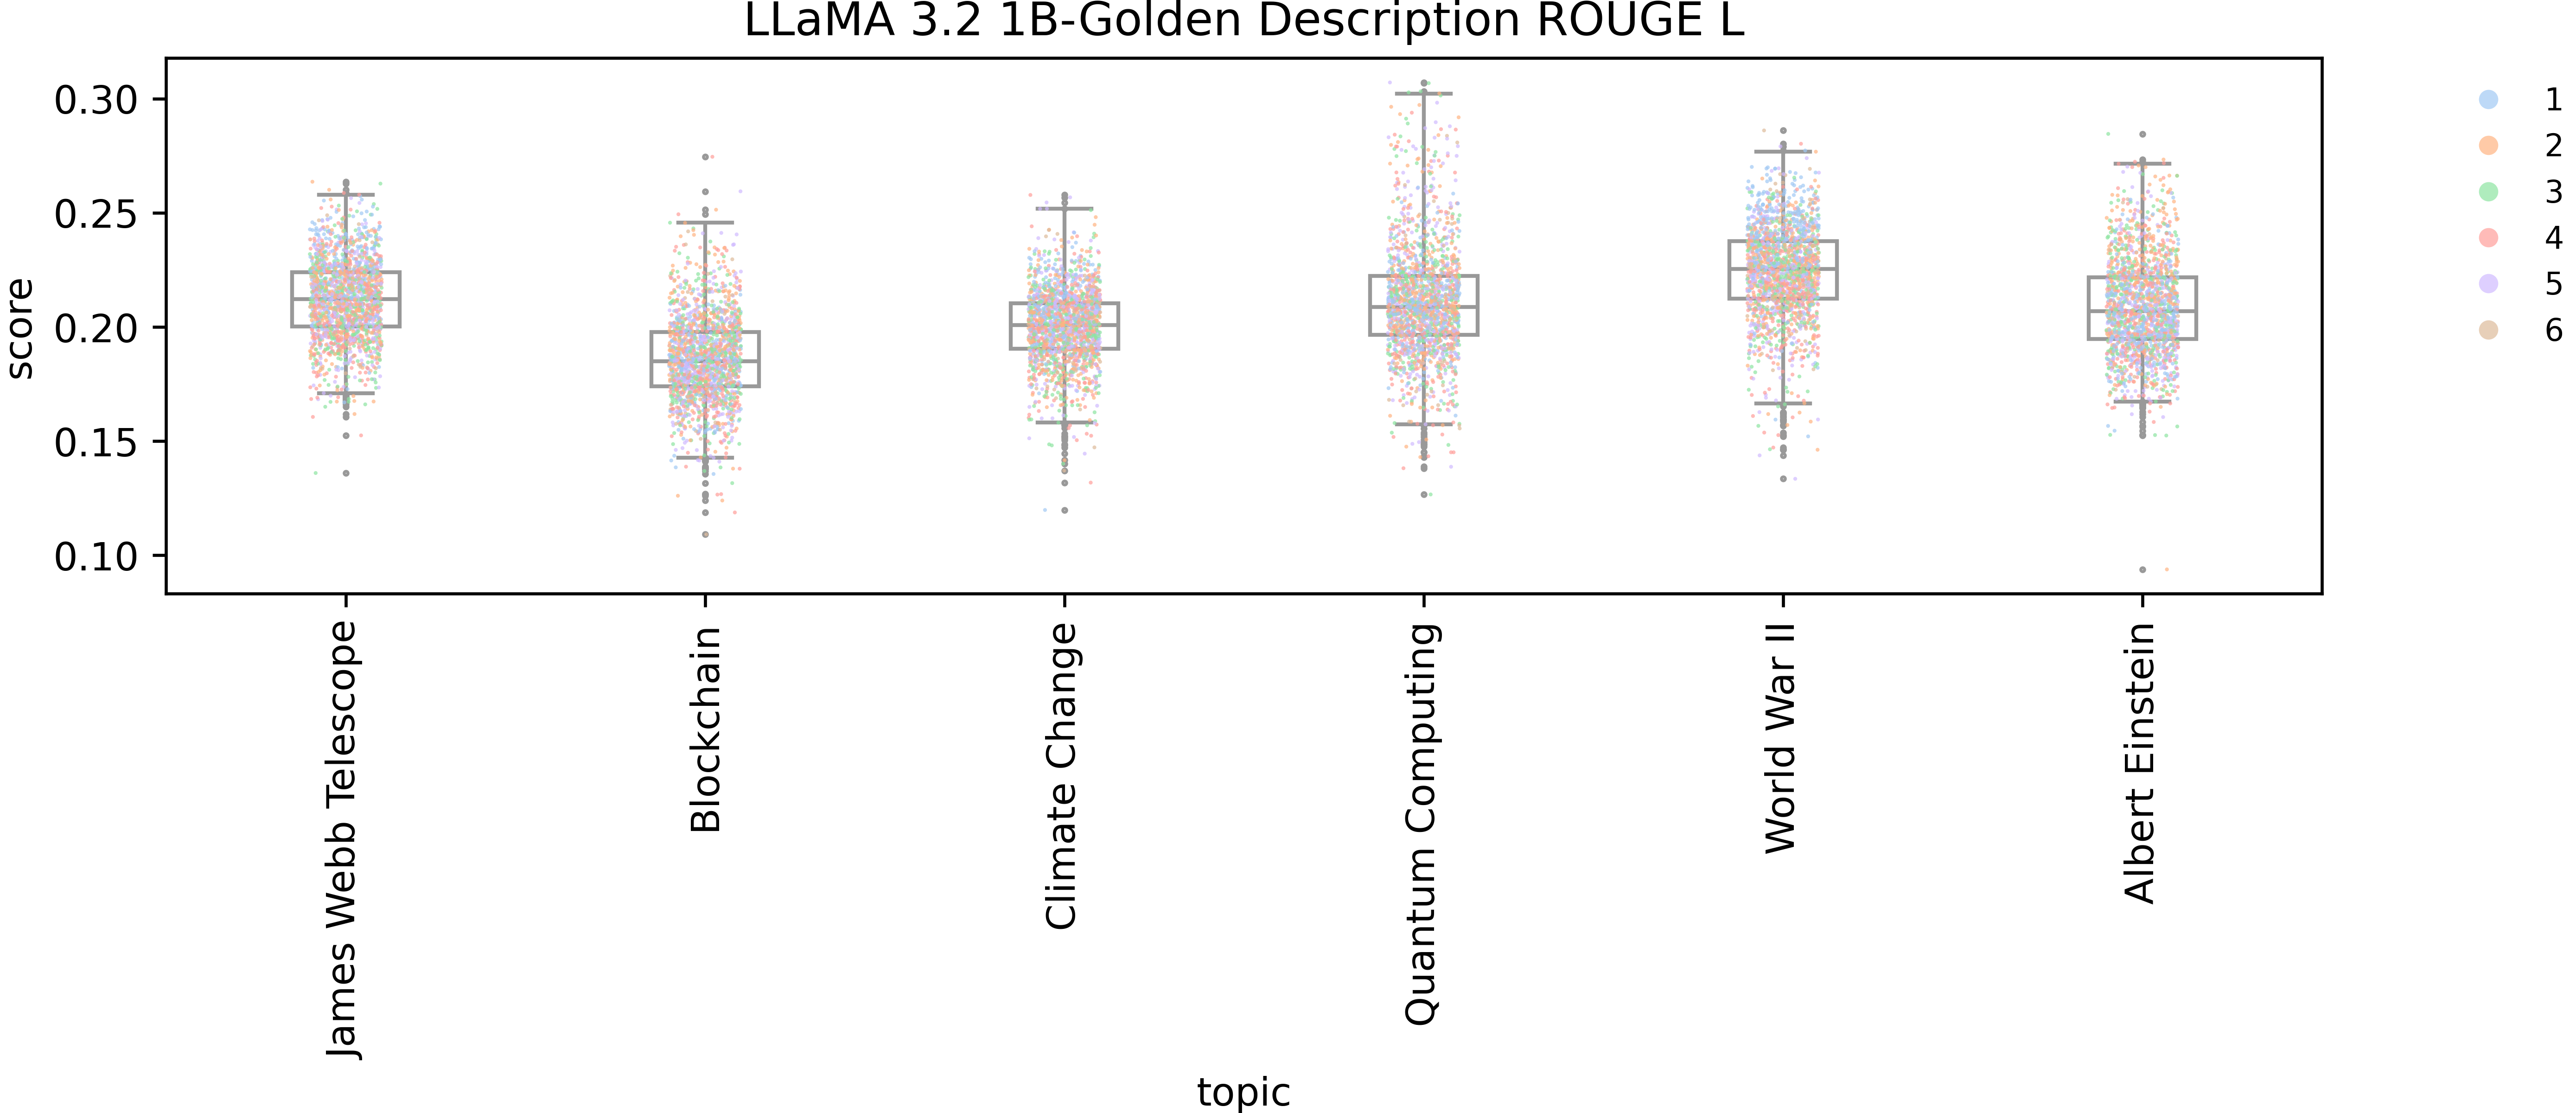 LLaMA 3.2 1B-Golden Description ROUGE L
score
0.30
0.25
0.20
0.15
0.10
James Webb Telescope
Blockchain
Climate Change
Quantum Computing
World War II
Albert Einstein
topic
1
2
3
4
5
6